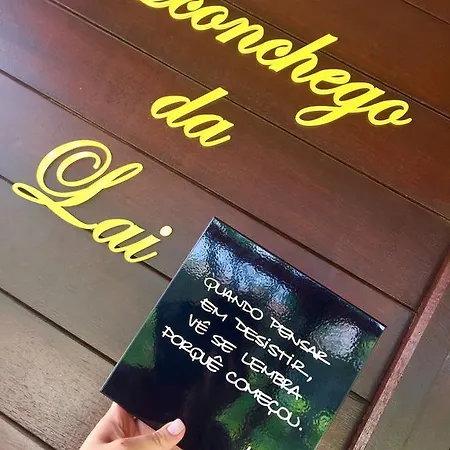 conchego
da
Lai
QUANDO PENSAR
EM DESISTIR,
VÊ SE LEMBRA
PORQUÊ COMEÇOU.